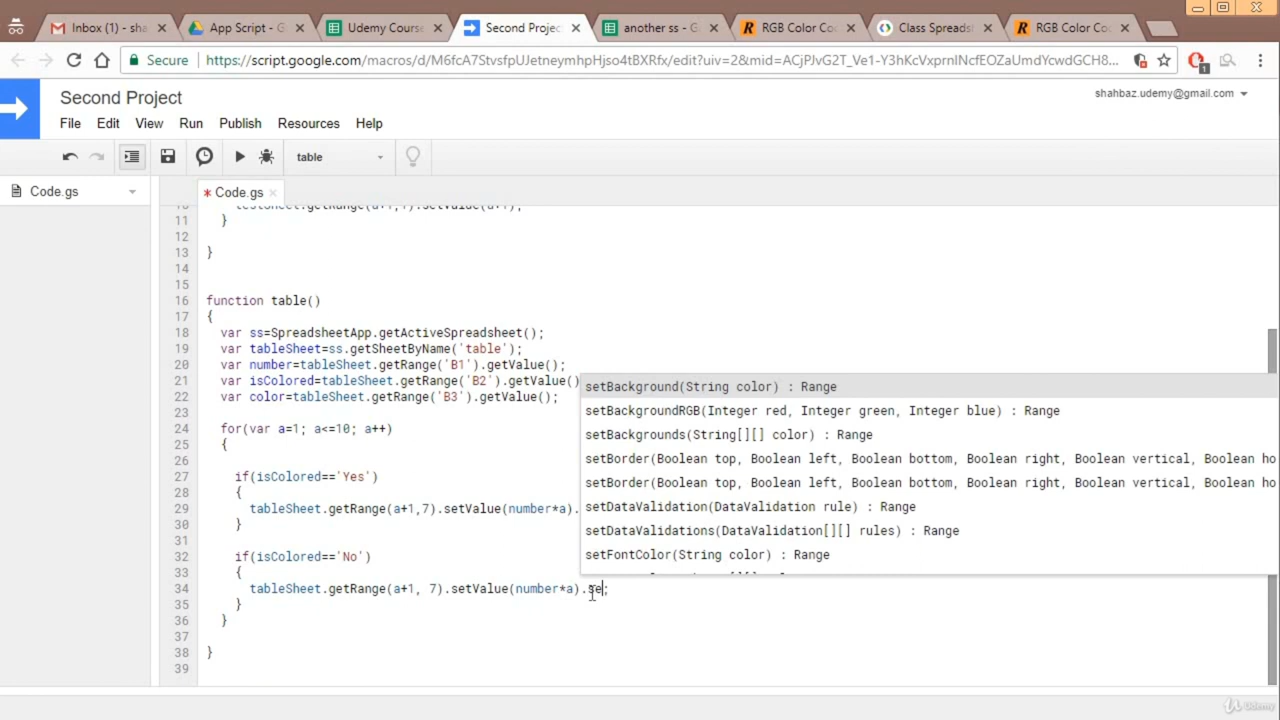 Inbox (1) - sha
App Script - G
Udemy Course
Second Projec
another ss - G
RGB Color Co
Class Spreads
RGB Color Co
Secure
https://script.google.com/macros/d/M6fcA7StvsfpUJetneymhpHjso4tBXRfx/edit?uiv=2&mid=ACjPJvG2T_Ve1-Y3hKcVxprnINcfEOZaUmdYcwdGCH8...
1
Second Project
shahbaz.udemy@gmail.com
File Edit View Run Publish Resources Help
table
Code.gs
* Code.gs
10 testSheet.getRange(a+1,1).setValue(a+1);
11 }
12
13 }
14
15
16 function table()
17 {
18 var ss=SpreadsheetApp.getActiveSpreadsheet();
19 var tableSheet=ss.getSheetByName('table');
20 var number=tableSheet.getRange('B1').getValue();
21 var isColored=tableSheet.getRange('B2').getValue()
22 var color=tableSheet.getRange('B3').getValue();
23
24 for(var a=1; a<=10; a++)
25 {
26
27 if(isColored=='Yes')
28 {
29 tableSheet.getRange(a+1,7).setValue(number*a).
30 }
31
32 if(isColored=='No')
33 {
34 tableSheet.getRange(a+1, 7).setValue(number*a).se;
35 }
36 }
37
38 }
39
setBackground(String color) : Range
setBackgroundRGB(Integer red, Integer green, Integer blue) : Range
setBackgrounds(String[][] color) : Range
setBorder(Boolean top, Boolean left, Boolean bottom, Boolean right, Boolean vertical, Boolean ho
setBorder(Boolean top, Boolean left, Boolean bottom, Boolean right, Boolean vertical, Boolean ho
setDataValidation(DataValidation rule) : Range
setDataValidations(DataValidation[][] rules) : Range
setFontColor(String color) : Range
Udemy